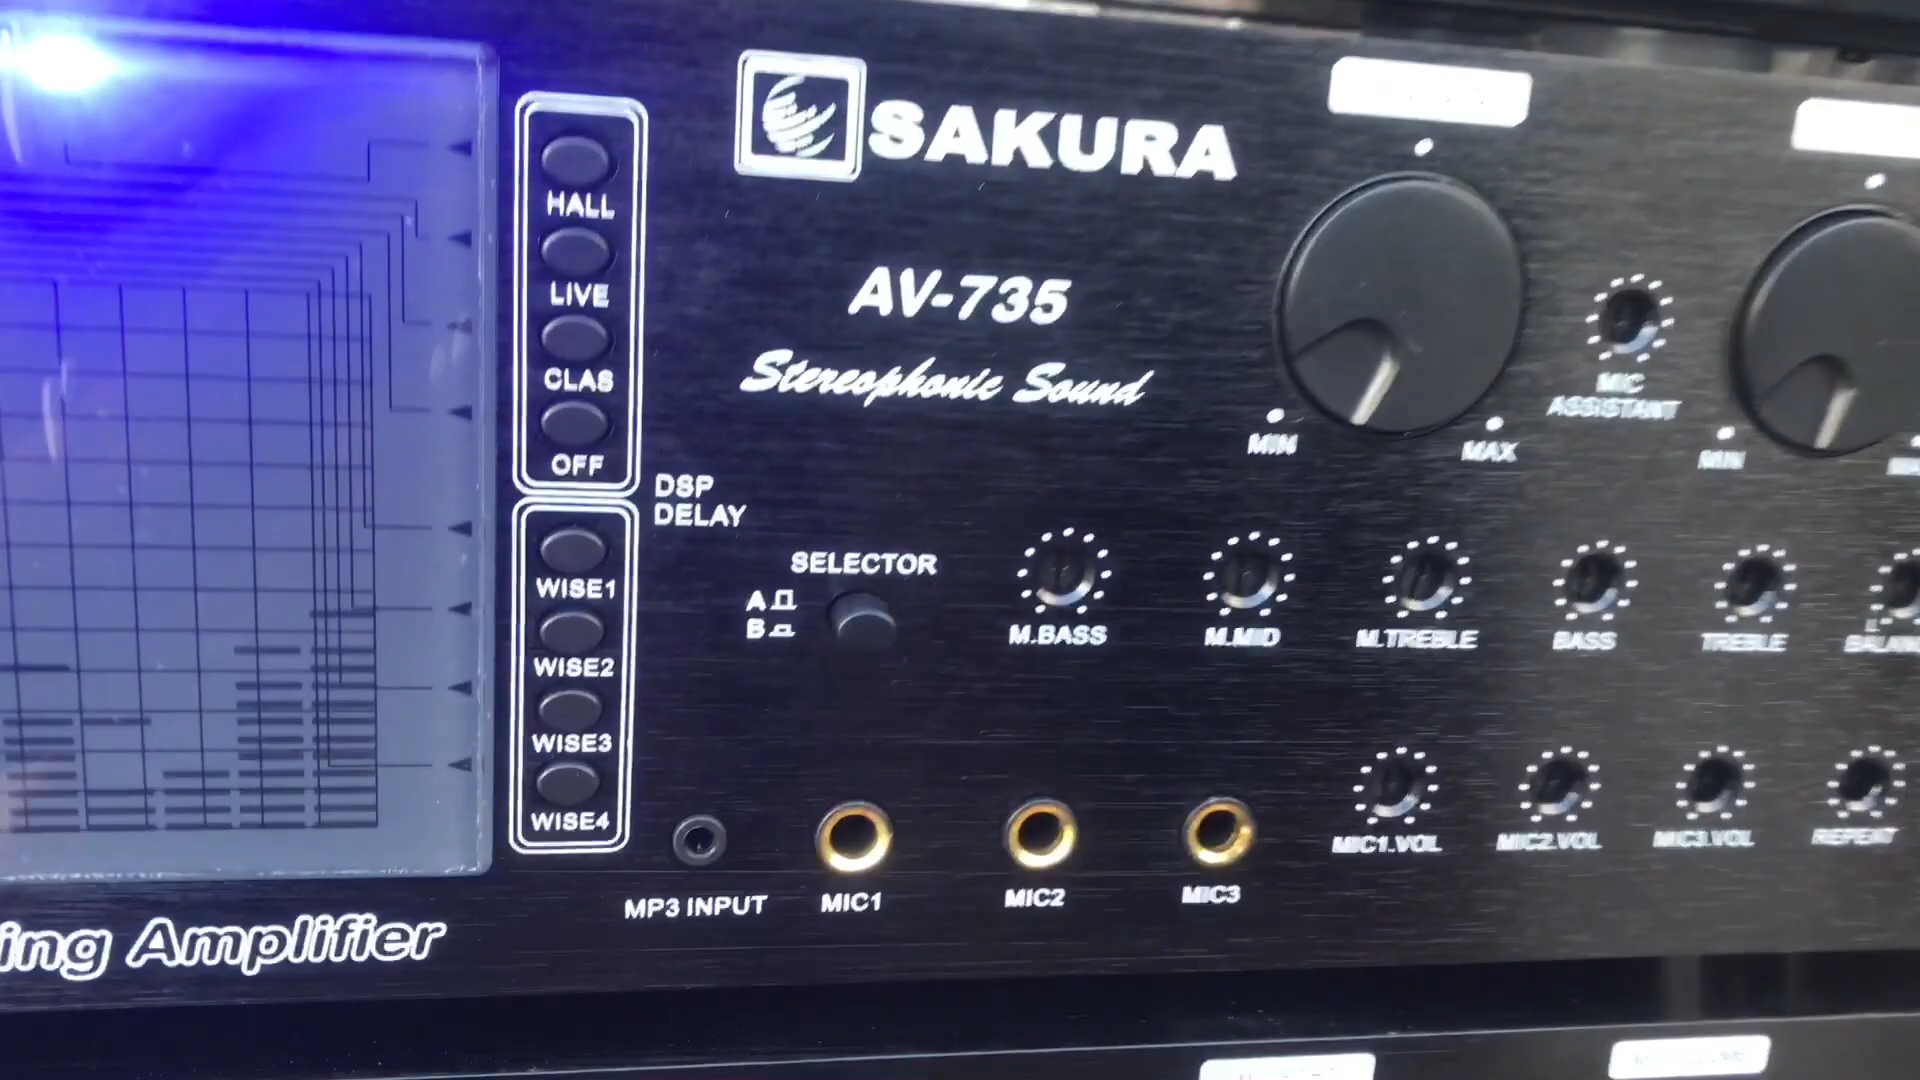 SAKURA
AV-735
Stereophonic Sound
HALL
LIVE
CLAS
OFF
DSP
DELAY
WISE1
WISE2
WISE3
WISE4
SELECTOR
A
B
MIN
MAX
MIC
ASSISTANT
MIN
M.BASS
M.MID
M.TREBLE
BASS
TREBLE
L
MP3 INPUT
MIC1
MIC2
MIC3
MIC1.VOL
MIC2.VOL
MIC3.VOL
REPEAT
ing Amplifier